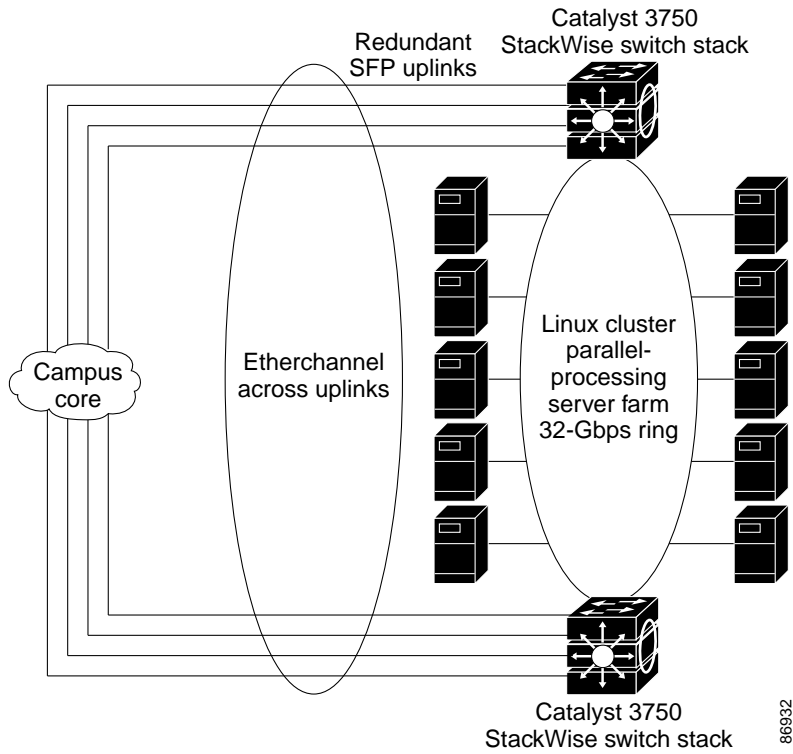 Catalyst 3750
StackWise switch stack
Redundant
SFP uplinks
Campus
core
Etherchannel
across uplinks
Linux cluster
parallel-
processing
server farm
32-Gbps ring
Catalyst 3750
StackWise switch stack
86932